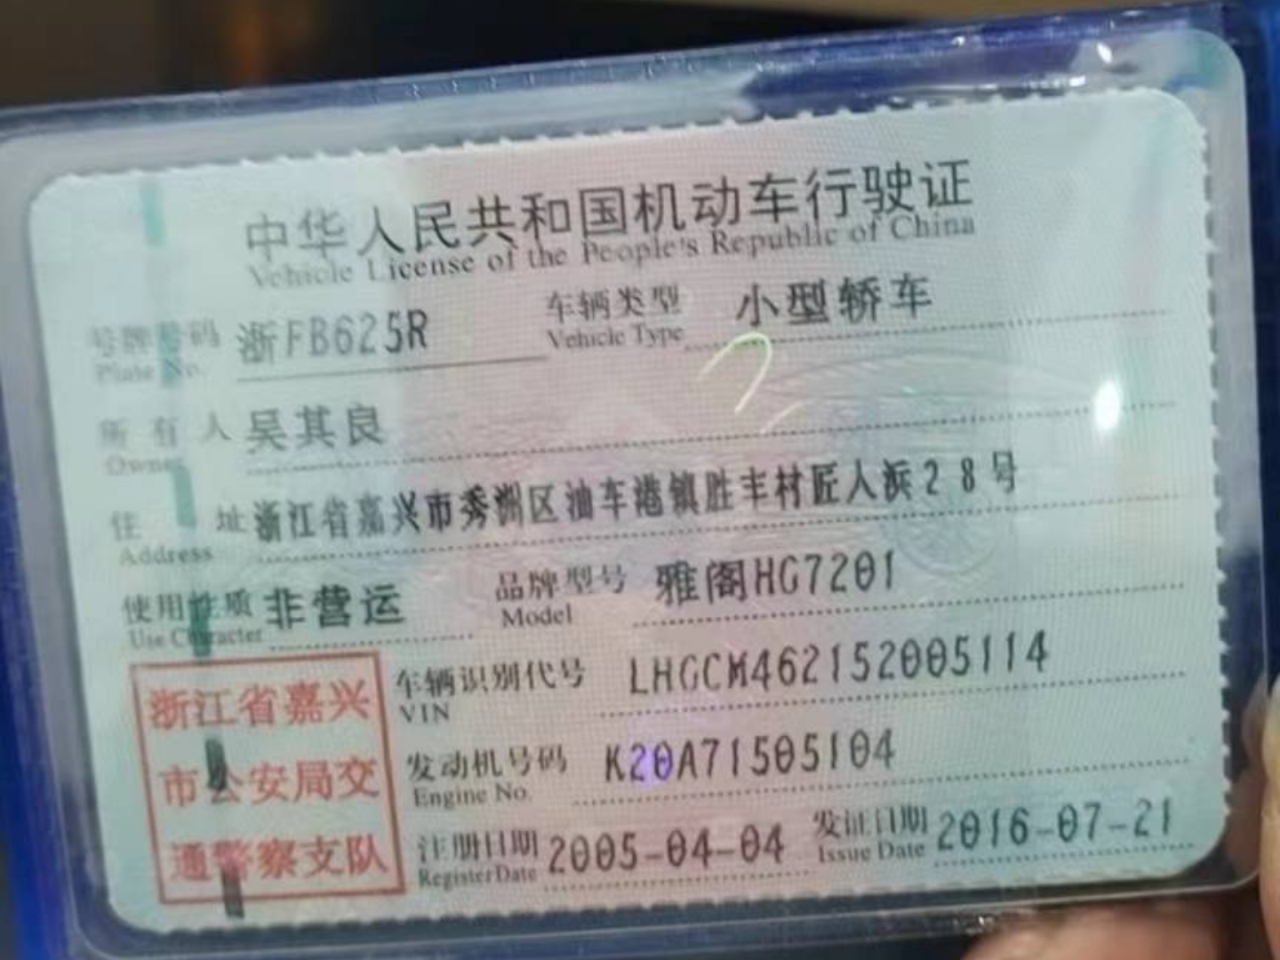 中华人民共和国机动车行驶证
Vehicle License of the People's Republic of China
号牌号码 浙FB625R 车辆类型 小型轿车
Plate No. Vehicle Type
所有人 吴其良
Owner
住址 浙江省嘉兴市秀洲区油车港镇胜丰村匠人浜28号
Address
使用性质 非营运 品牌型号 雅阁HG7201
Use Character Model
浙江省嘉兴
市公安局交
通警察支队
车辆识别代号 LHGCM462152005114
VIN
发动机号码 K20A71505104
Engine No.
注册日期 2005-04-04 发证日期 2016-07-21
Register Date Issue Date